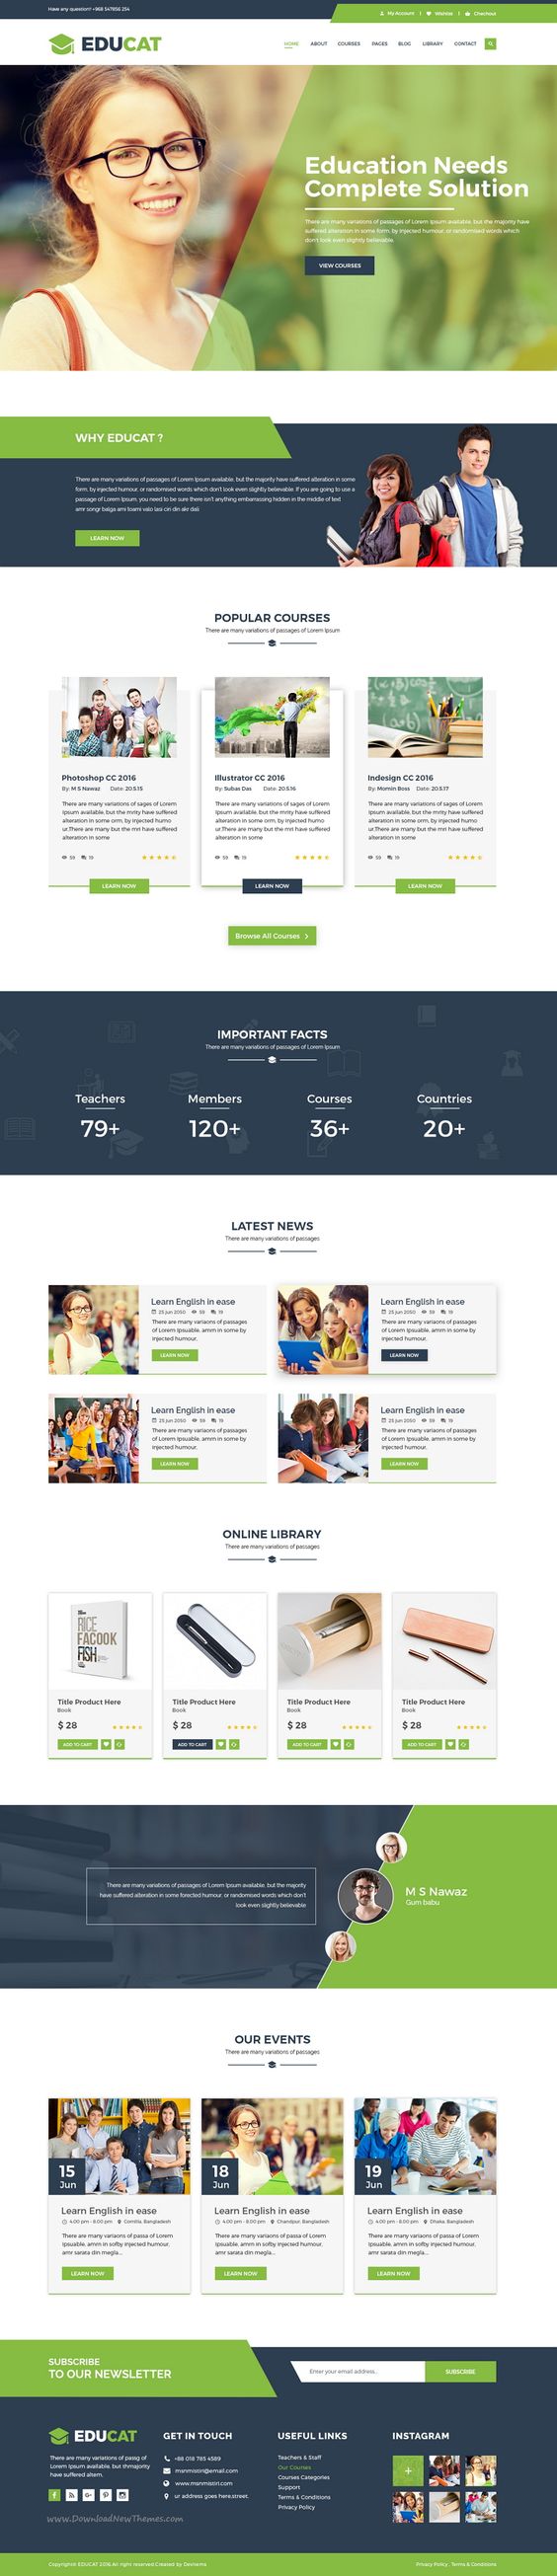 Have any question? +968 547856 254
My Account
Wishlist
Checkout
EDUCAT
HOME ABOUT COURSES PAGES BLOG LIBRARY CONTACT
Education Needs
Complete Solution
There are many variations of passages of Lorem Ipsum available, but the majority have
suffered alteration in some form, by injected humour, or randomised words which
don't look even slightly believable.
VIEW COURSES
WHY EDUCAT ?
There are many variations of passages of Lorem Ipsum available, but the majority have suffered alteration in some
form, by injected humour, or randomised words which don't look even slightly believable. If you are going to use a
passage of Lorem Ipsum, you need to be sure there isn't anything embarrassing hidden in the middle of text
amr songr balga ami loami valo lasi ciri din akr dali
LEARN NOW
POPULAR COURSES
There are many variations of passages of Lorem Ipsum
Photoshop CC 2016
By: M S Nawaz Date: 20.5.15
There are many variations of sages of Lorem
Ipsum available, but the mnity have suffered
alteration in some orm, by injected humo
ur,There are many but the mnt have suffered
alteration in some
59 19
LEARN NOW
Illustrator CC 2016
By: Subas Das Date: 20.5.16
There are many variations of sages of Lorem
Ipsum available, but the mnity have suffered
alteration in some orm, by injected humo
ur,There are many but the mnt have suffered
alteration in some
59 19
LEARN NOW
Indesign CC 2016
By: Momin Boss Date: 20.5.17
There are many variations of sages of Lorem
Ipsum available, but the mnity have suffered
alteration in some orm, by injected humo
ur,There are many but the mnt have suffered
alteration in some
59 19
LEARN NOW
Browse All Courses
IMPORTANT FACTS
There are many variations of passages of Lorem Ipsum
Teachers Members Courses Countries
79+ 120+ 36+ 20+
LATEST NEWS
There are many variations of passages
Learn English in ease
25 jun 2050 59 19
There are many variaions of passages
of Lorem Ipsuable, amm in some by
injected humour.
LEARN NOW
Learn English in ease
25 jun 2050 59 19
There are many variaions of passages
of Lorem Ipsuable, amm in some by
injected humour.
LEARN NOW
Learn English in ease
25 jun 2050 59 19
There are many variaions of passages
of Lorem Ipsuable, amm in some by
injected humour.
LEARN NOW
Learn English in ease
25 jun 2050 59 19
There are many variaions of passages
of Lorem Ipsuable, amm in some by
injected humour.
LEARN NOW
ONLINE LIBRARY
There are many variations of passages
RICE
FACOOK
FISH
Title Product Here
Book
$ 28
ADD TO CART
Title Product Here
Book
$ 28
ADD TO CART
Title Product Here
Book
$ 28
ADD TO CART
Title Product Here
Book
$ 28
ADD TO CART
There are many variations of passages of Lorem Ipsum available, but the majority
have suffered alteration in some forected humour, or randomised words which don't
look even slightly believable
M S Nawaz
Gum babu
OUR EVENTS
There are many variations of passages
15
Jun
Learn English in ease
4:00 pm - 8:00 pm Comilla, Bangladesh
There are many variaions of passa of Lorem
Ipsuable, amm in sofby injected humour,
amr sarata din megla...
LEARN NOW
18
Jun
Learn English in ease
4:00 pm - 8:00 pm Chandpur, Bangladesh
There are many variaions of passa of Lorem
Ipsuable, amm in sofby injected humour,
amr sarata din megla...
LEARN NOW
19
Jun
Learn English in ease
4:00 pm - 8:00 pm Dhaka, Bangladesh
There are many variaions of passa of Lorem
Ipsuable, amm in sofby injected humour,
amr sarata din megla...
LEARN NOW
SUBSCRIBE
TO OUR NEWSLETTER
Enter your email address...
SUBSCRIBE
EDUCAT
There are many variations of passg of
Lorem Ipsum available, but thmajorty
have suffered altem.
GET IN TOUCH
+88 018 785 4589
msnmistirt@email.com
www.msnmistirt.com
ur address goes here,street.
USEFUL LINKS
Teachers & Staff
Our Courses
Courses Categories
Support
Terms & Conditions
Privacy Policy
INSTAGRAM
www.DownloadNewThemes.com
Copyright© EDUCAT 2016.All right reserved.Created by Devitems
Privacy Policy . Terms & Conditions